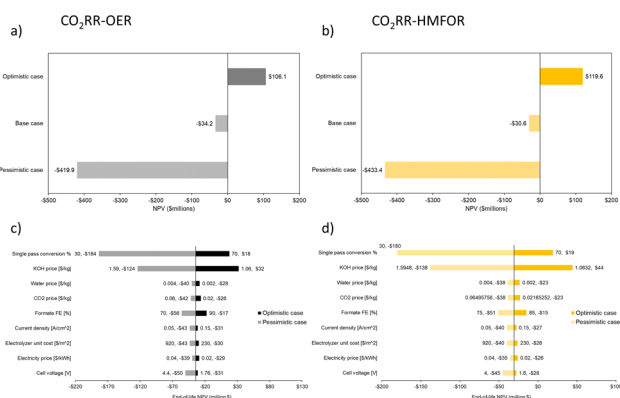 CO2RR-OER
CO2RR-HMFOR
a)
b)
Optimistic case
$106.1
Base case
-$34.2
Pessimistic case
-$419.9
-$500 -$400 -$300 -$200 -$100 $0 $100 $200
NPV ($millions)
Optimistic case
$119.6
Base case
-$30.6
Pessimistic case
-$433.4
-$500 -$400 -$300 -$200 -$100 $0 $100 $200
NPV ($millions)
c)
Single pass conversion % 30, -$184 70, $18
KOH price [$/kg] 1.59, -$124 1.06, $32
Water price [$/kg] 0.004, -$40 0.002, -$28
CO2 price [$/kg] 0.06, -$42 0.02, -$26
Formate FE [%] 70, -$56 90, -$17
Current density [A/cm^2] 0.05, -$43 0.15, -$31
Electrolyzer unit cost [$/m^2] 920, -$43 230, -$30
Electricity price [$/kWh] 0.04, -$39 0.02, -$29
Cell voltage [V] 4.4, -$50 1.76, -$31
Optimistic case
Pessimistic case
-$220 -$170 -$120 -$70 -$20 $30 $80 $130
End-of-life NPV (million $)
d)
Single pass conversion % 30, -$180 70, $19
KOH price [$/kg] 1.5948, -$138 1.0632, $44
Water price [$/kg] 0.004, -$38 0.002, -$23
CO2 price [$/kg] 0.06495756, -$38 0.02165252, -$23
Formate FE [%] 75, -$51 85, -$15
Current density [A/cm^2] 0.05, -$40 0.15, -$27
Electrolyzer unit cost [$/m^2] 920, -$40 230, -$26
Electricity price [$/kWh] 0.04, -$35 0.02, -$26
Cell voltage [V] 4, -$45 1.6, -$28
Optimistic case
Pessimistic case
-$200 -$150 -$100 -$50 $0 $50 $100
End-of-life NPV (million $)